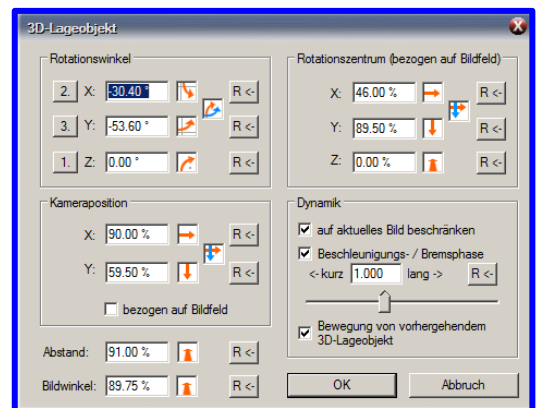 3D-Lageobjekt
Rotationswinkel
2. X: -30.40 ° R <-
3. Y: -53.60 ° R <-
1. Z: 0.00 ° R <-
Rotationszentrum (bezogen auf Bildfeld)
X: 46.00 % R <-
Y: 89.50 % R <-
Z: 0.00 % R <-
Kameraposition
X: 90.00 % R <-
Y: 59.50 % R <-
bezogen auf Bildfeld
Abstand: 91.00 % R <-
Bildwinkel: 89.75 % R <-
Dynamik
auf aktuelles Bild beschränken
Beschleunigungs- / Bremsphase
<- kurz 1.000 lang -> R <-
Bewegung von vorhergehendem
3D-Lageobjekt
OK Abbruch